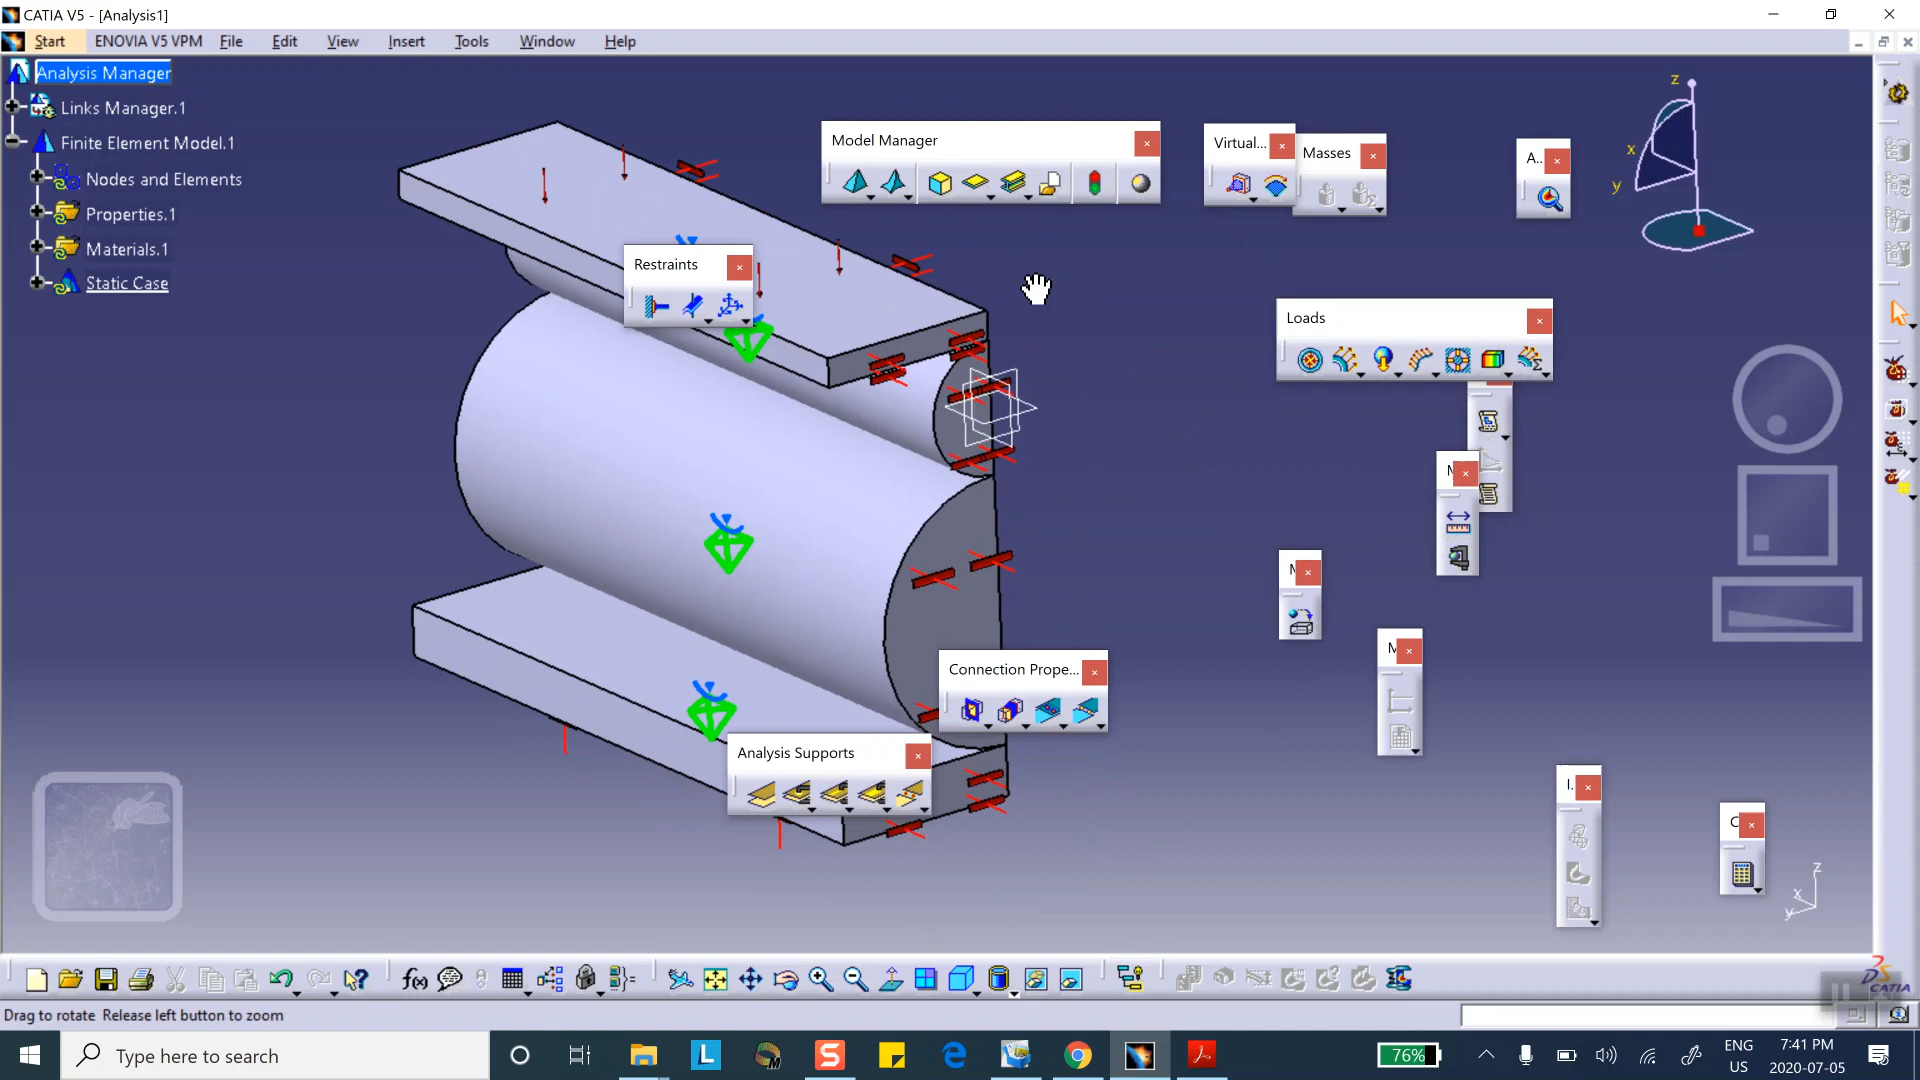 CATIA V5 - [Analysis1]
Start ENOVIA V5 VPM File Edit View Insert Tools Window Help
Analysis Manager
Links Manager.1
Finite Element Model.1
Nodes and Elements
Properties.1
Materials.1
Static Case
Model Manager
Virtual...
Masses
A..
z
x
y
Restraints
Loads
Connection Prope...
Analysis Supports
I.
z
x
y
f(x)
CATIA
Drag to rotate Release left button to zoom
Type here to search
76%
ENG
US
7:41 PM
2020-07-05